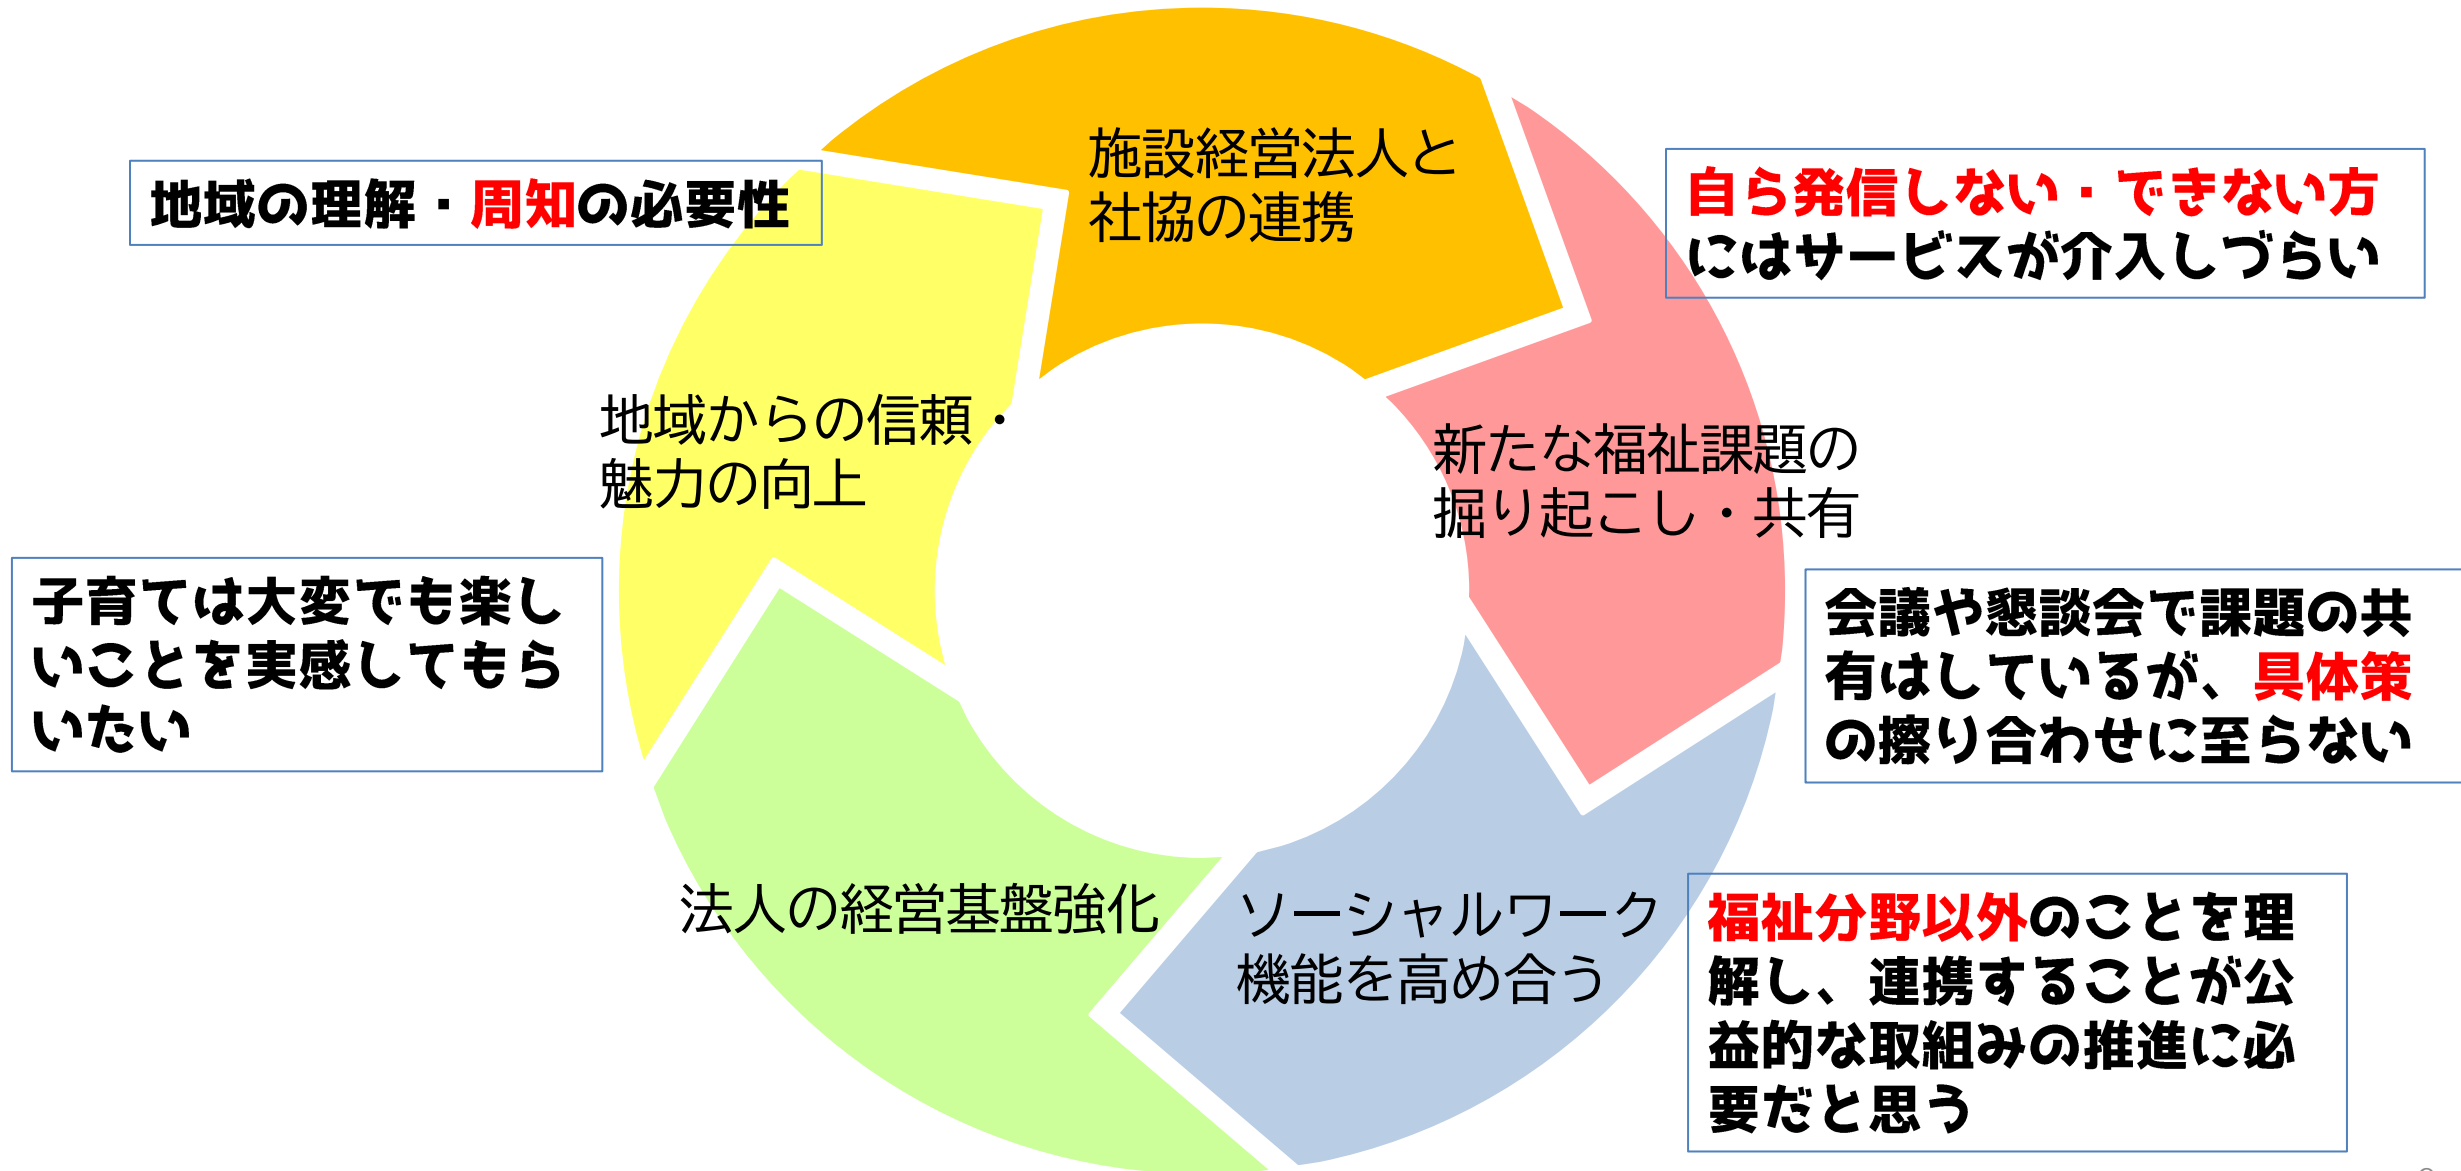 施設経営法人と
社協の連携
地域の理解・周知の必要性
自ら発信しない・できない方
にはサービスが介入しづらい
地域からの信頼・
魅力の向上
新たな福祉課題の
掘り起こし・共有
子育ては大変でも楽し
いことを実感してもら
いたい
会議や懇談会で課題の共
有はしているが、具体策
の擦り合わせに至らない
法人の経営基盤強化
ソーシャルワーク
機能を高め合う
福祉分野以外のことを理
解し、連携することが公
益的な取組みの推進に必
要だと思う